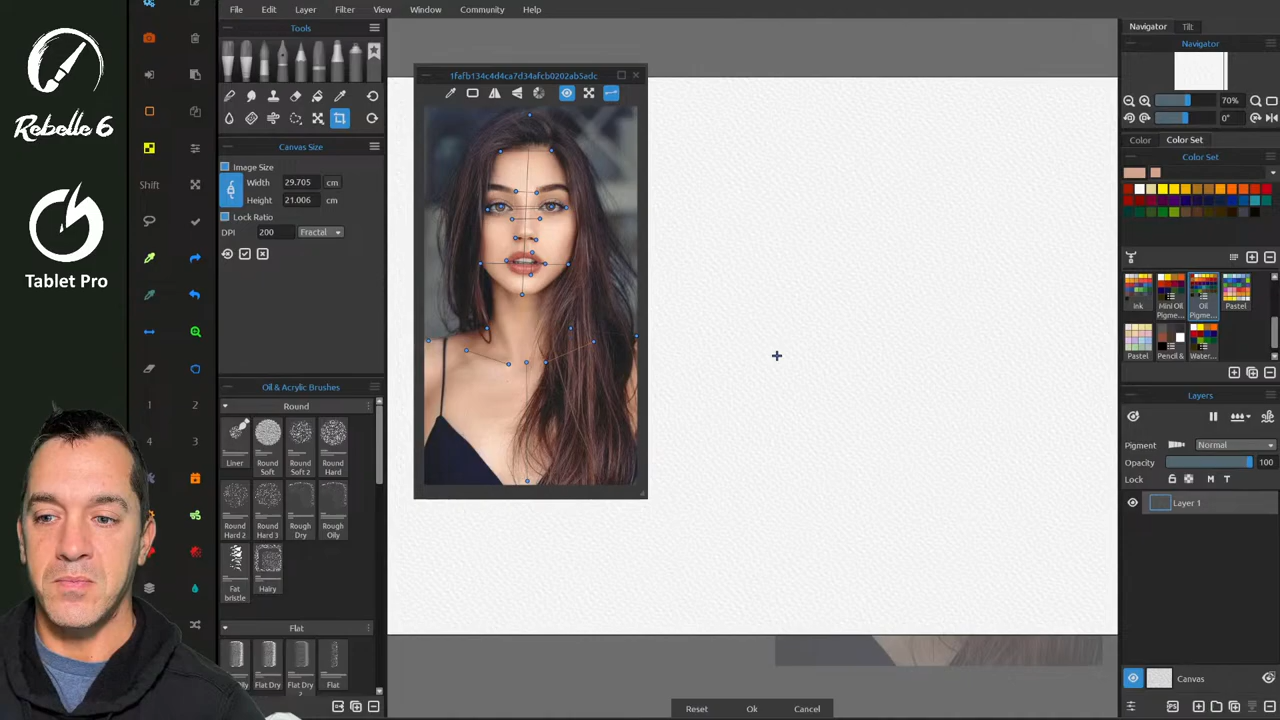 Rebelle 6
Tablet Pro
Shift
1
2
4
3
File Edit Layer Filter View Window Community Help
Tools
Canvas Size
Image Size
Width 29.705 cm
Height 21.006 cm
Lock Ratio
DPI 200 Fractal
Oil & Acrylic Brushes
Round
Liner Round Soft Round Soft 2 Round Hard
Round Hard 2 Round Hard 3 Rough Dry Rough Oily
Fat bristle Hairy
Flat
Flat Dry Flat Dry 2 Flat
1fafb134c4d4ca7d34afcb0202ab5adc
Reset Ok Cancel
Navigator Tilt
Navigator
70%
0°
Color Color Set
Color Set
Ink Mini Oil Pigme... Oil Pigme... Pastel
Pastel Pencil & Water...
Layers
Pigment Normal
Opacity 100
Lock M T
Layer 1
Canvas